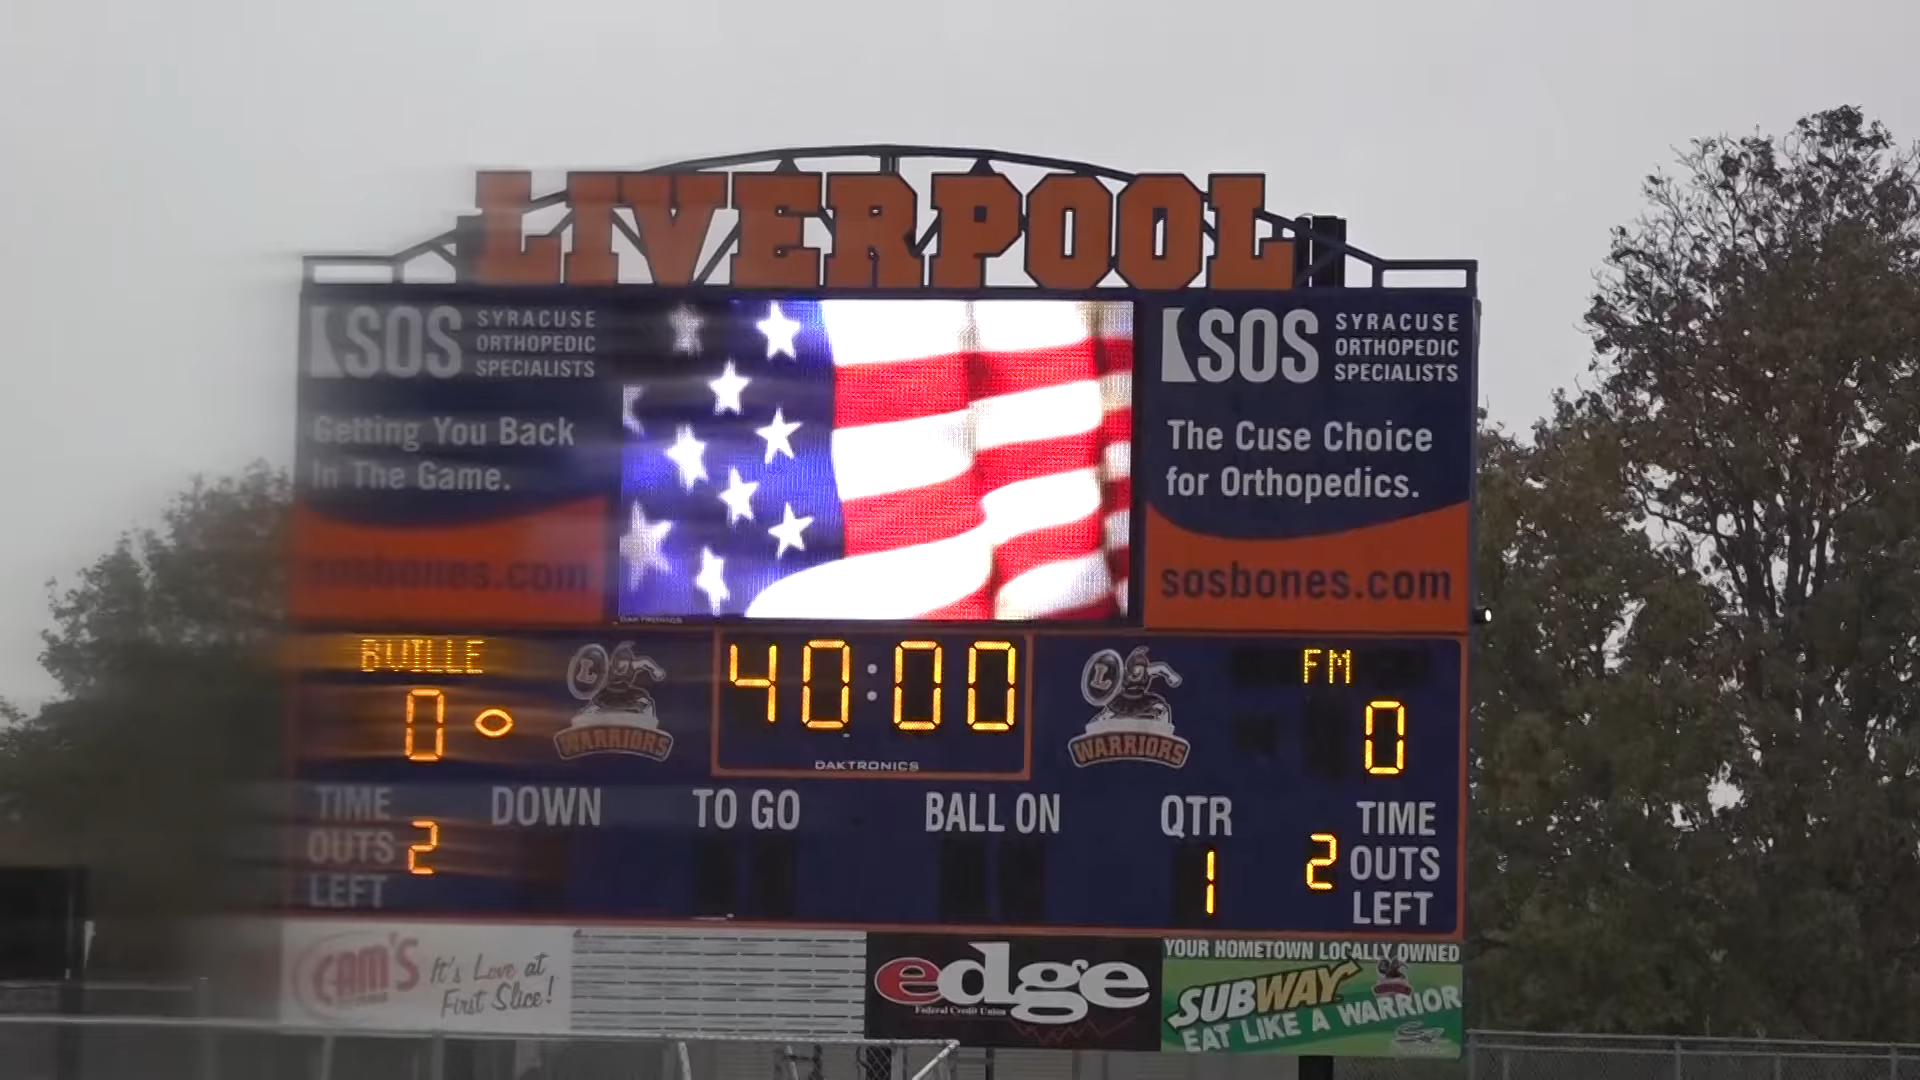 LIVERPOOL
SOS SYRACUSE
ORTHOPEDIC
SPECIALISTS
Getting You Back
In The Game.
sosbones.com
SOS SYRACUSE
ORTHOPEDIC
SPECIALISTS
The Cuse Choice
for Orthopedics.
sosbones.com
DAKTRONICS
BVILLE
0
L
WARRIORS
40:00
DAKTRONICS
L
WARRIORS
FM
0
TIME
OUTS
LEFT
2
DOWN
TO GO
BALL ON
QTR
1
2
TIME
OUTS
LEFT
CAM'S
It's Love at
First Slice!
edge
Federal Credit Union
YOUR HOMETOWN LOCALLY OWNED
SUBWAY
EAT LIKE A WARRIOR